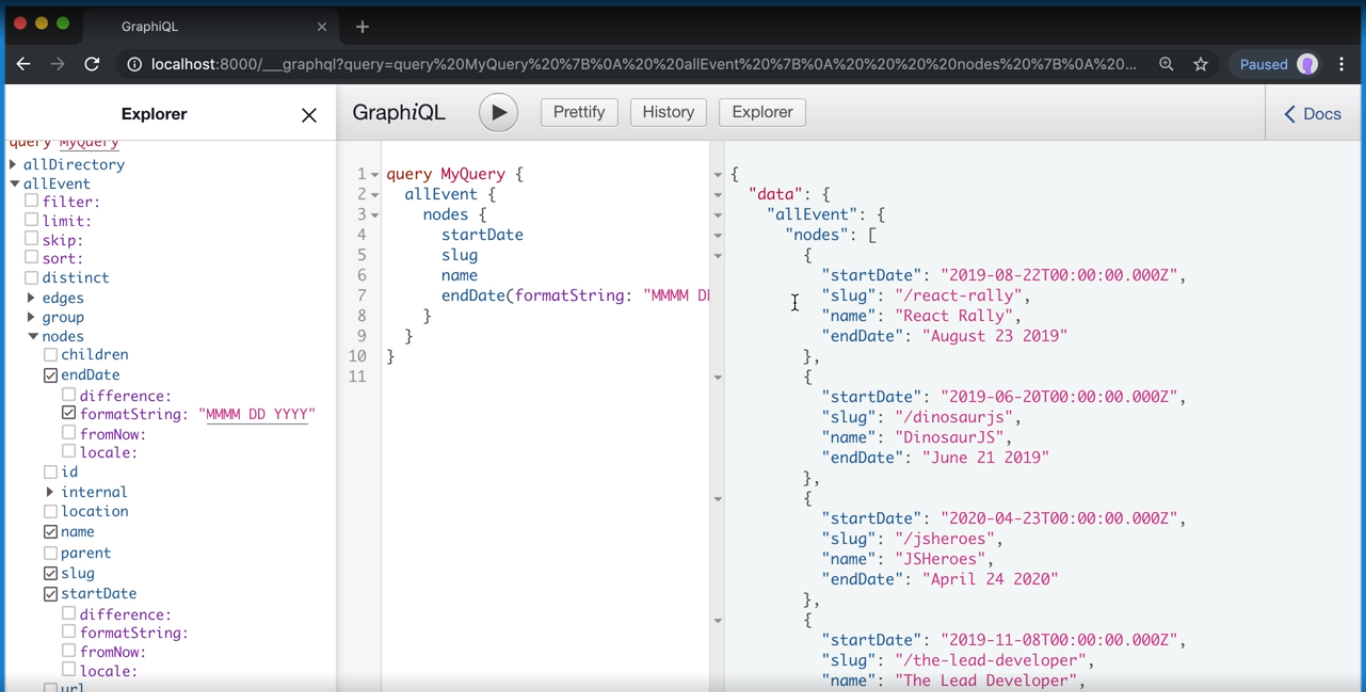 GraphiQL
localhost:8000/___graphql?query=query%20MyQuery%20%7B%0A%20%20allEvent%20%7B%0A%20%20%20%20nodes%20%7B%0A%20...
Paused
Explorer
GraphiQL
Prettify
History
Explorer
Docs
query MyQuery
allDirectory
allEvent
filter:
limit:
skip:
sort:
distinct
edges
group
nodes
children
endDate
difference:
formatString: "MMMM DD YYYY"
fromNow:
locale:
id
internal
location
name
parent
slug
startDate
difference:
formatString:
fromNow:
locale:
url
1 query MyQuery {
2 allEvent {
3 nodes {
4 startDate
5 slug
6 name
7 endDate(formatString: "MMMM DD
8 }
9 }
10 }
11
{
"data": {
"allEvent": {
"nodes": [
{
"startDate": "2019-08-22T00:00:00.000Z",
"slug": "/react-rally",
"name": "React Rally",
"endDate": "August 23 2019"
},
{
"startDate": "2019-06-20T00:00:00.000Z",
"slug": "/dinosaurjs",
"name": "DinosaurJS",
"endDate": "June 21 2019"
},
{
"startDate": "2020-04-23T00:00:00.000Z",
"slug": "/jsheroes",
"name": "JSHeroes",
"endDate": "April 24 2020"
},
{
"startDate": "2019-11-08T00:00:00.000Z",
"slug": "/the-lead-developer",
"name": "The Lead Developer",